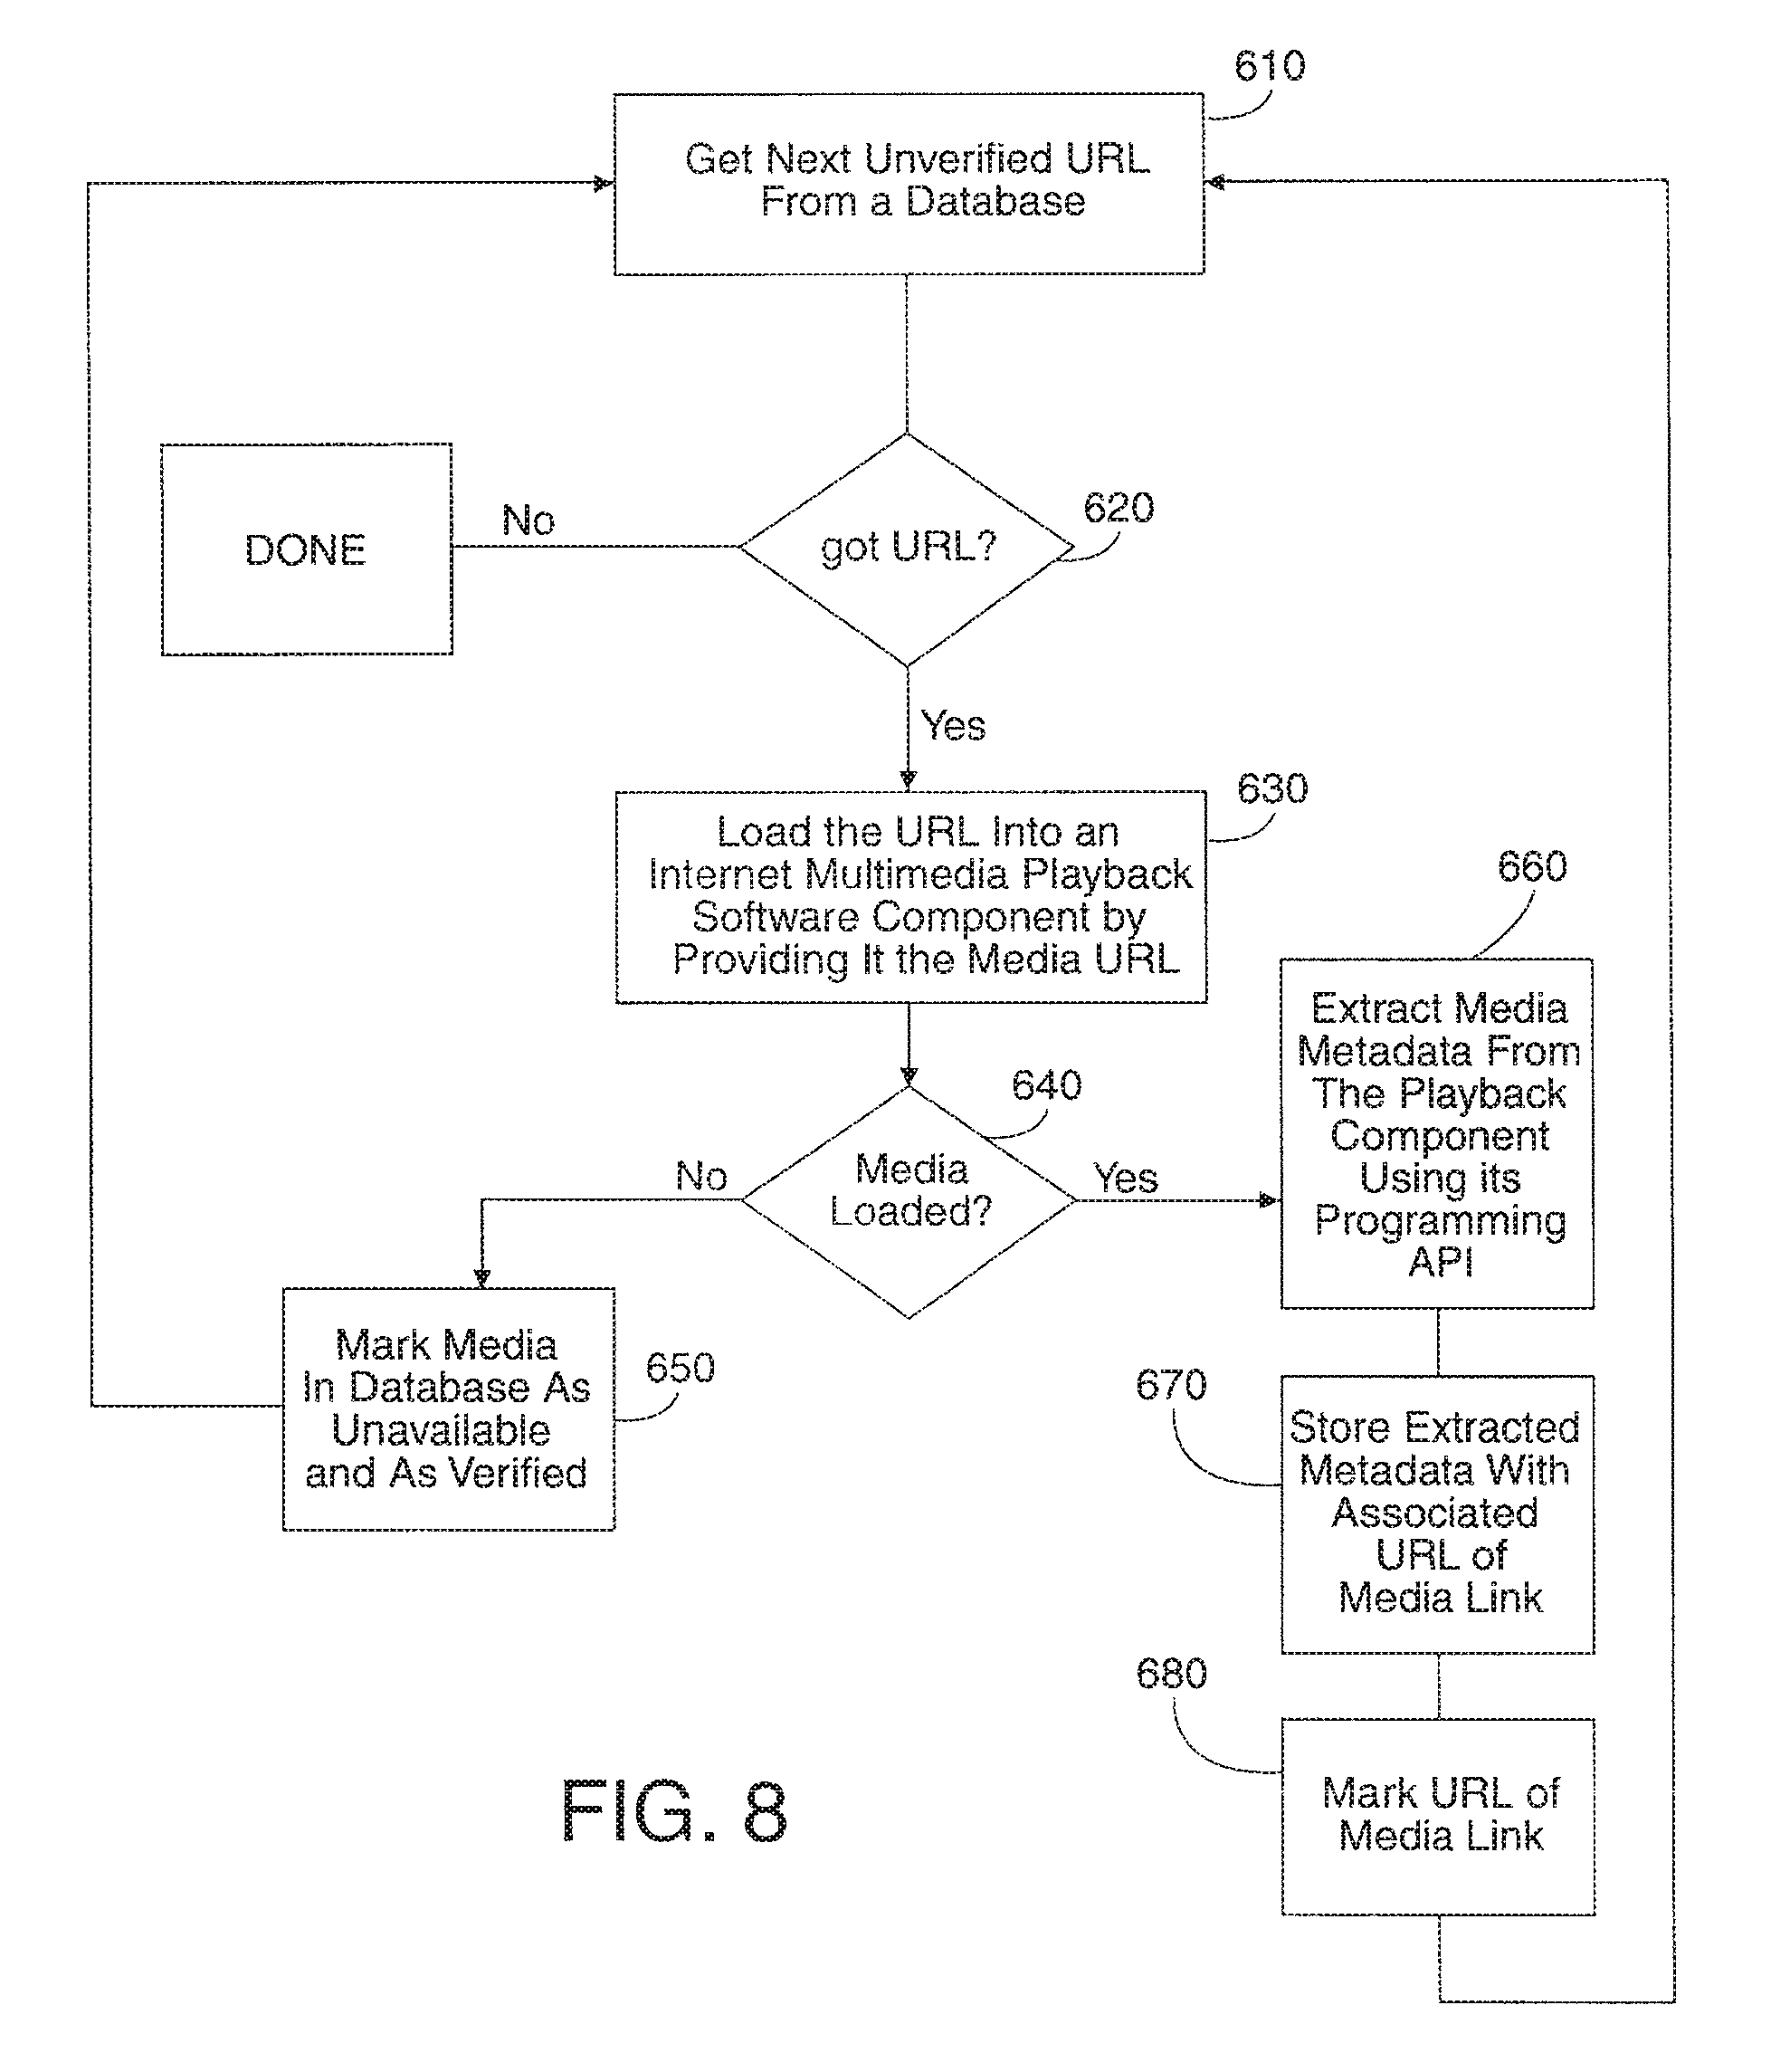 610
Get Next Unverified URL
From a Database
DONE
No
got URL?
620
Yes
630
Load the URL Into an
Internet Multimedia Playback
Software Component by
Providing It the Media URL
660
Extract Media
Metadata From
The Playback
Component
Using its
Programming
API
640
No
Media
Loaded?
Yes
Mark Media
In Database As
Unavailable
and As Verified
650
670
Store Extracted
Metadata With
Associated
URL of
Media Link
680
Mark URL of
Media Link
FIG. 8